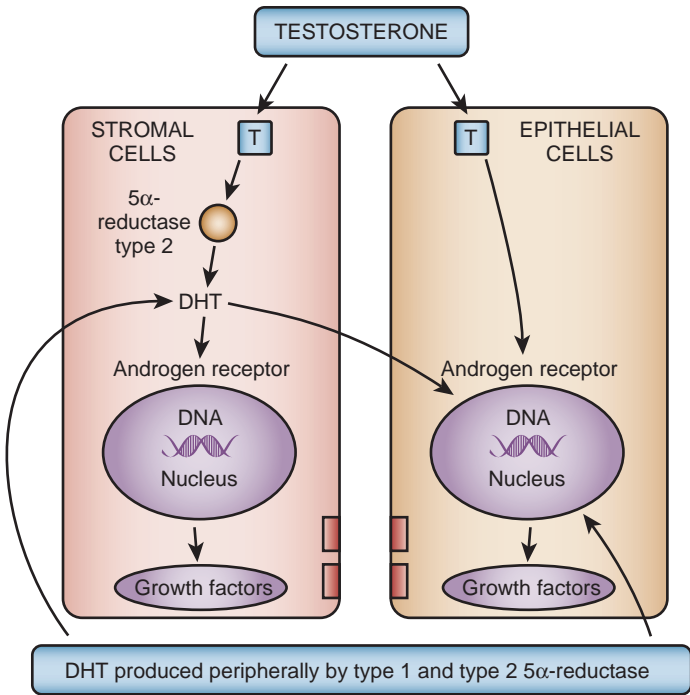 TESTOSTERONE
STROMAL
CELLS
T
5α-
reductase
type 2
DHT
Androgen receptor
DNA
Nucleus
Growth factors
T
EPITHELIAL
CELLS
Androgen receptor
DNA
Nucleus
Growth factors
DHT produced peripherally by type 1 and type 2 5α-reductase